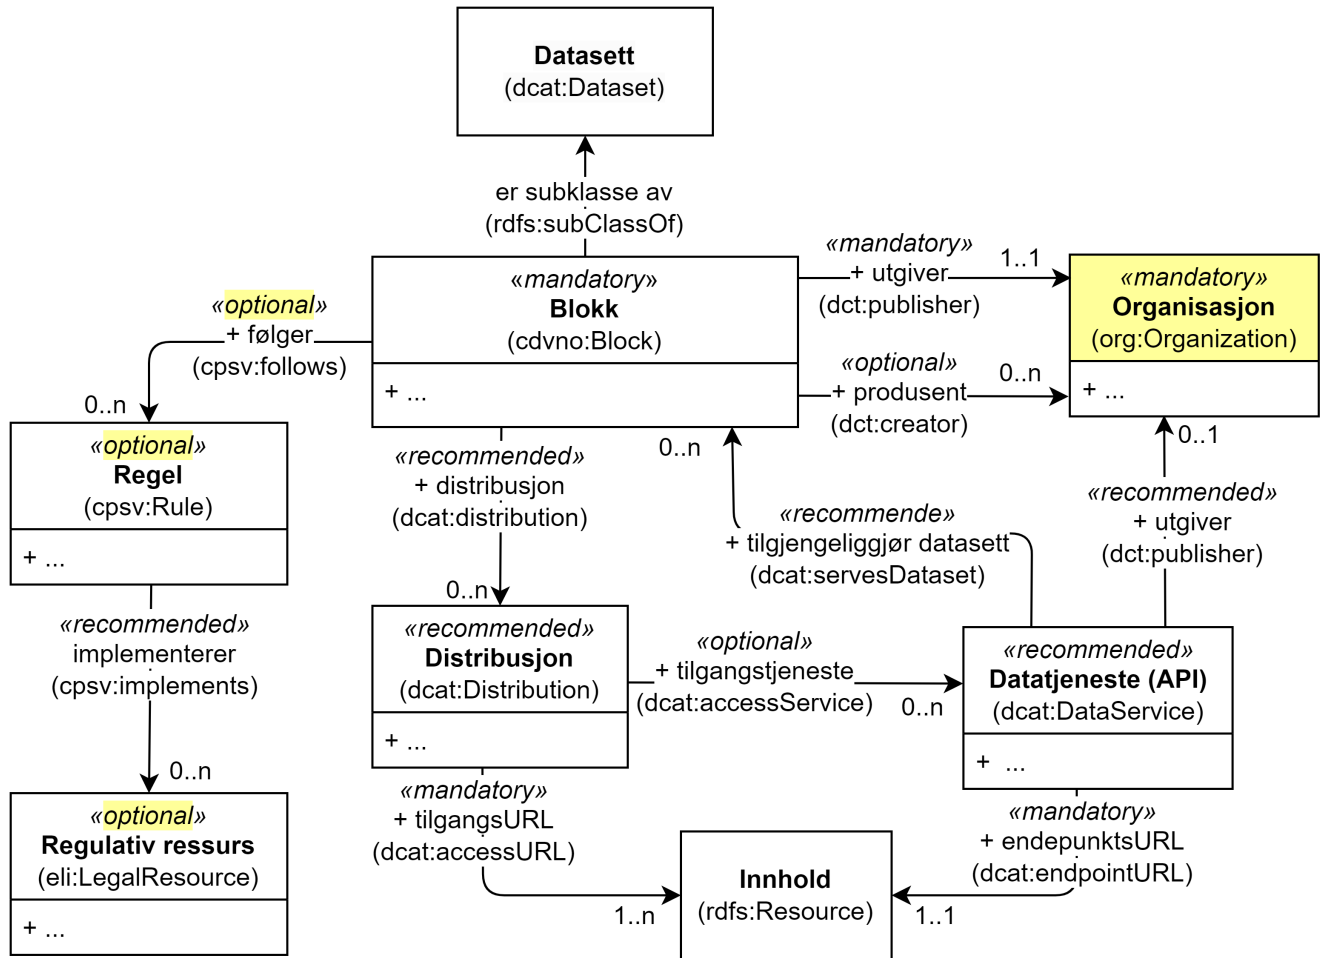 Datasett
(dcat:Dataset)
er subklasse av
(rdfs:subClassOf)
«mandatory»
Blokk
(cdvno:Block)
+ ...
«mandatory»
+ utgiver
(dct:publisher)
1..1
«mandatory»
Organisasjon
(org:Organization)
+ ...
«optional»
+ produsent
(dct:creator)
0..n
«optional»
+ følger
(cpsv:follows)
0..n
«optional»
Regel
(cpsv:Rule)
+ ...
«recommended»
+ distribusjon
(dcat:distribution)
0..n
0..n
«recommende»
+ tilgjengeliggjør datasett
(dcat:servesDataset)
0..1
«recommended»
+ utgiver
(dct:publisher)
«recommended»
implementerer
(cpsv:implements)
0..n
«recommended»
Distribusjon
(dcat:Distribution)
+ ...
«optional»
+ tilgangstjeneste
(dcat:accessService)
0..n
«recommended»
Datatjeneste (API)
(dcat:DataService)
+ ...
«optional»
Regulativ ressurs
(eli:LegalResource)
+ ...
«mandatory»
+ tilgangsURL
(dcat:accessURL)
1..n
Innhold
(rdfs:Resource)
«mandatory»
+ endepunktsURL
(dcat:endpointURL)
1..1